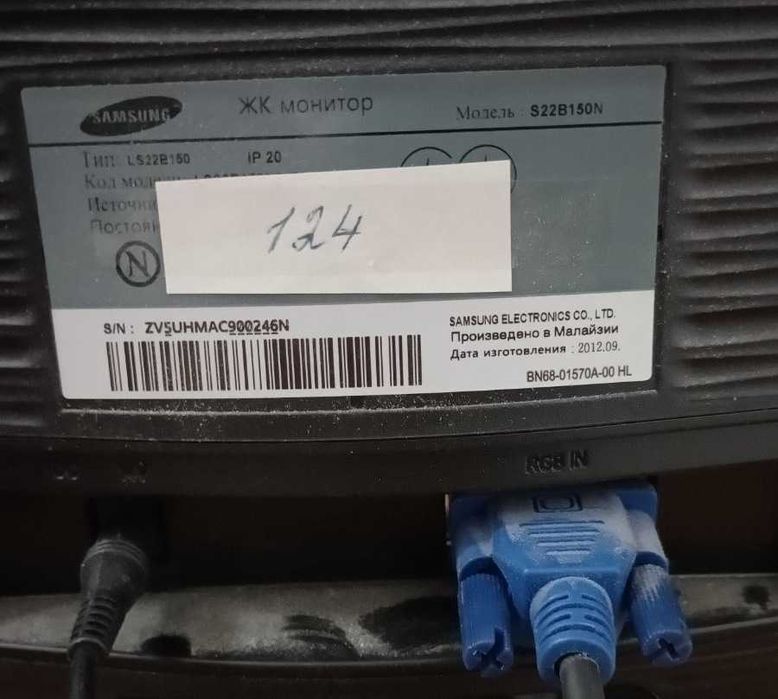 SAMSUNG ЖК монитор Модель : S22B150N
Тип: LS22B150 IP 20
Код
124
N
S/N : ZV5UHMAC900246N
SAMSUNG ELECTRONICS CO., LTD.
Произведено в Малайзии
Дата изготовления : 2012.09.
BN68-01570A-00 HL
RGB IN